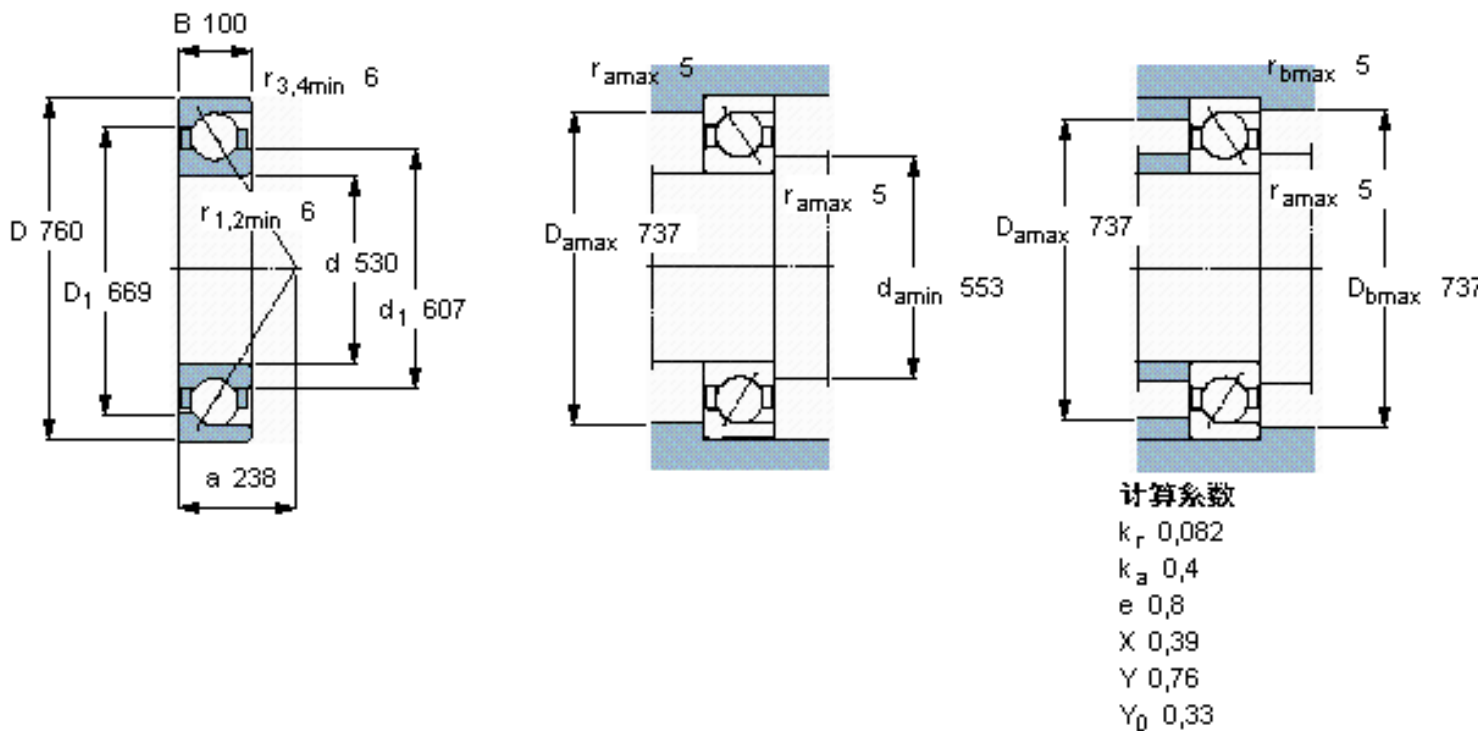 B 100
r3,4min 6
r1,2min 6
D 760
D1 669
d 530
d1 607
a 238
ramax 5
ramax 5
Damax 737
damin 553
rbmax 5
ramax 5
Damax 737
Dbmax 737
计算系数
kr 0,082
ka 0,4
e 0,8
X 0,39
Y 0,76
Y0 0,33